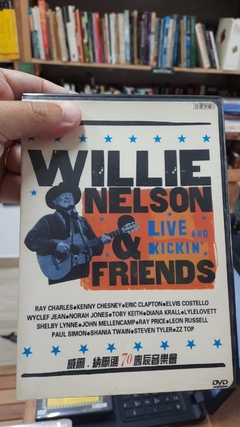 WILLIE
NELSON
& LIVE AND
KICKIN'
FRIENDS
RAY CHARLES★KENNY CHESNEY★ERIC CLAPTON★ELVIS COSTELLO
WYCLEF JEAN★NORAH JONES★TOBY KEITH★DIANA KRALL★LYLELOVETT
SHELBY LYNNE★JOHN MELLENCAMP★RAY PRICE★LEON RUSSELL
PAUL SIMON★SHANIA TWAIN★STEVEN TYLER★ZZ TOP
威爾.納爾遜70壽辰音樂會
DVD